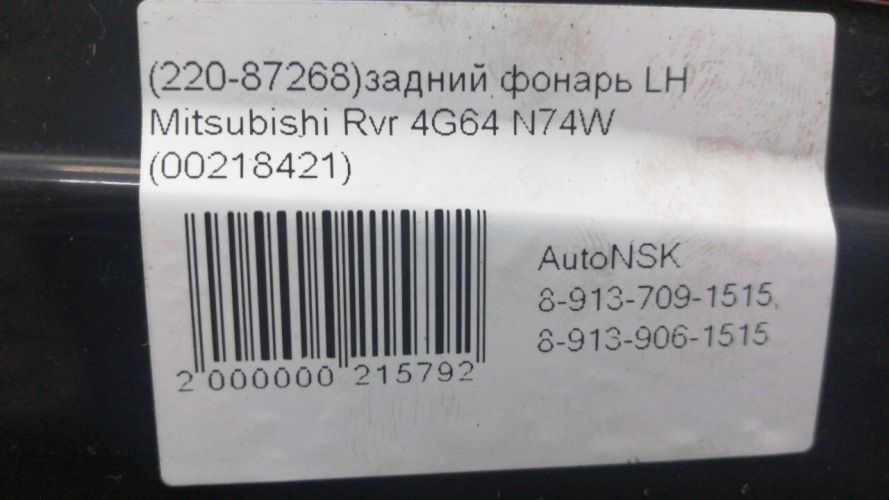 (220-87268)задний фонарь LH
Mitsubishi Rvr 4G64 N74W
(00218421)
AutoNSK
8-913-709-1515,
8-913-906-1515
2 000000 215792